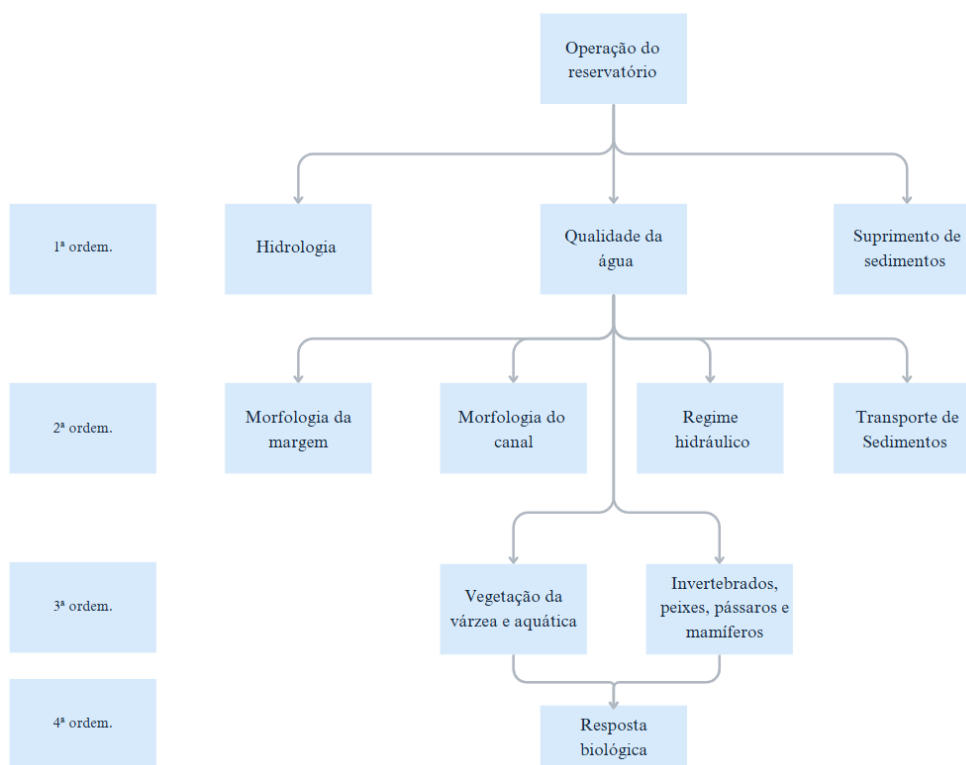 Operação do
reservatório
1ª ordem.
Hidrologia
Qualidade da
água
Suprimento de
sedimentos
2ª ordem.
Morfologia da
margem
Morfologia do
canal
Regime
hidráulico
Transporte de
Sedimentos
3ª ordem.
Vegetação da
várzea e aquática
Invertebrados,
peixes, pássaros e
mamíferos
4ª ordem.
Resposta
biológica